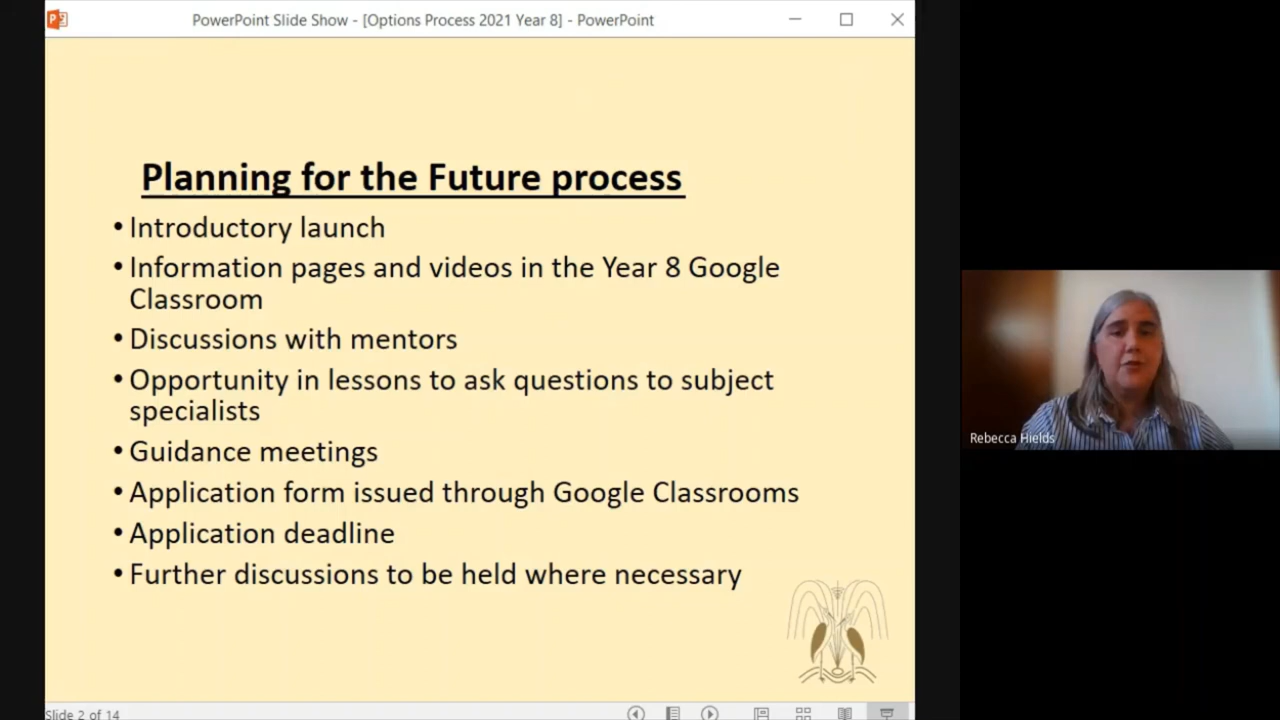 PowerPoint Slide Show - [Options Process 2021 Year 8] - PowerPoint
Planning for the Future process
• Introductory launch
• Information pages and videos in the Year 8 Google
Classroom
• Discussions with mentors
• Opportunity in lessons to ask questions to subject
specialists
• Guidance meetings
• Application form issued through Google Classrooms
• Application deadline
• Further discussions to be held where necessary
Rebecca Hields
Slide 2 of 14